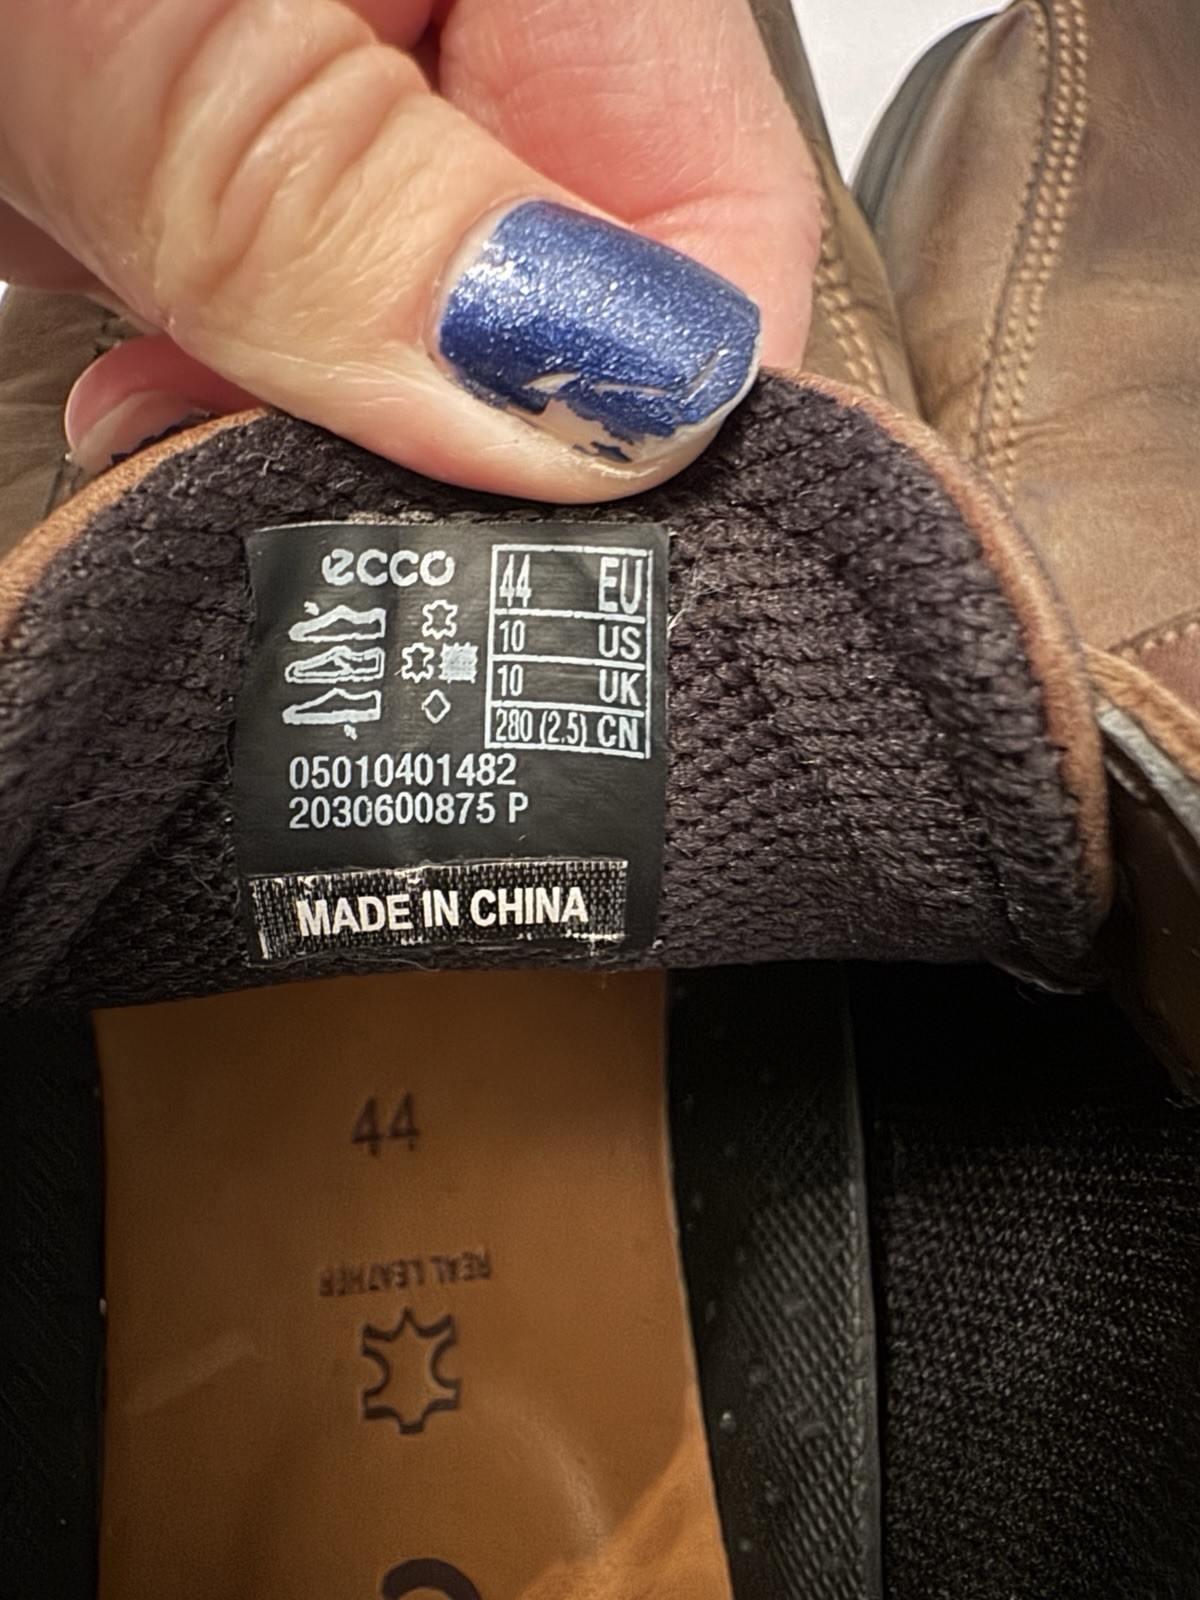 ecco
44 EU
10 US
10 UK
280 (2.5) CN
05010401482
2030600875 P
MADE IN CHINA
44
REAL LEATHER